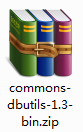 commons-
dbutils-1.3-
bin.zip